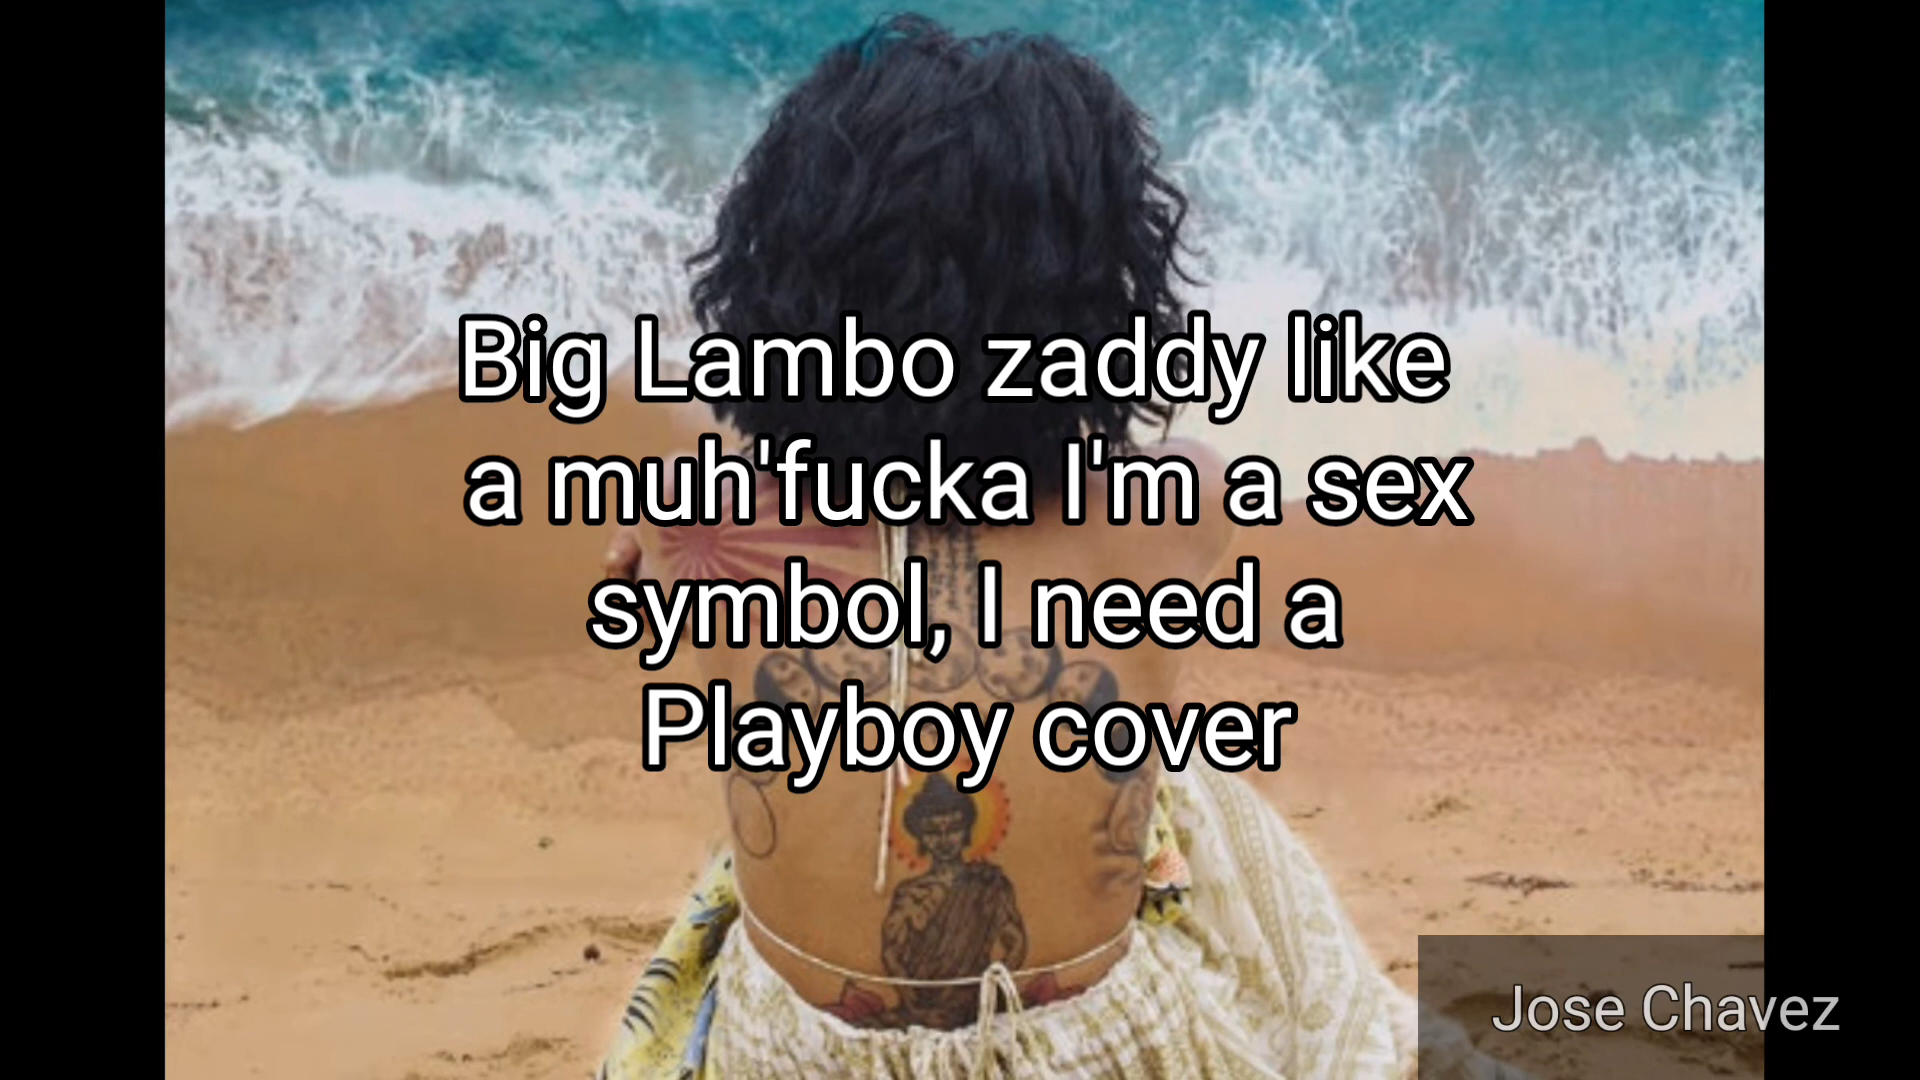 Big Lambo zaddy like
a muh'fucka I'm a sex
symbol, I need a
Playboy cover
Jose Chavez